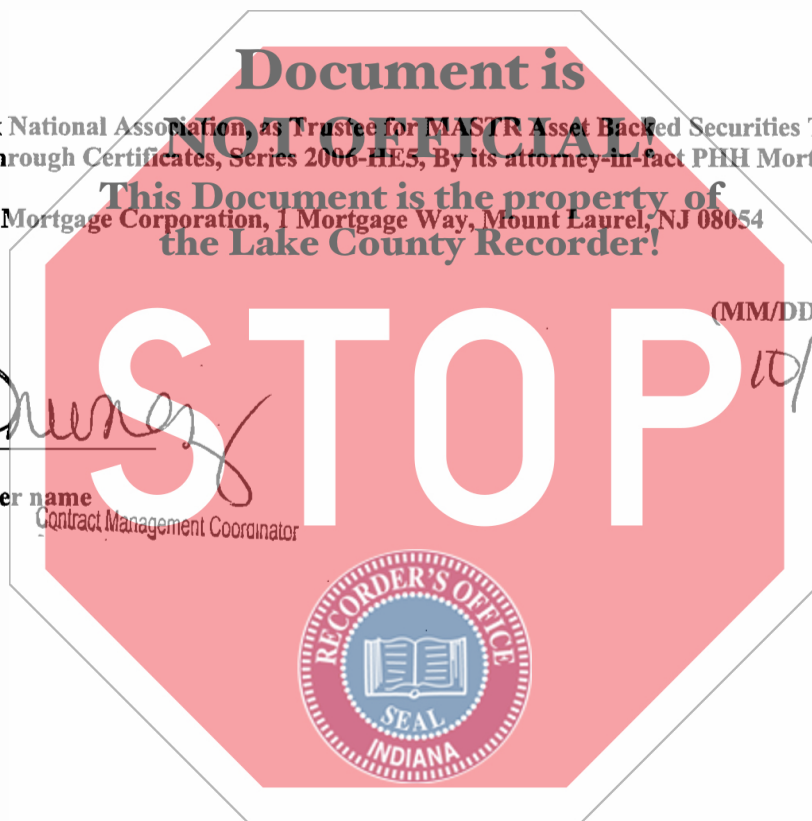 Document is
National Association, as Trustee for MASTR Asset Backed Securities
NOT OFFICIAL!
rough Certificates, Series 2006-HE5, By its attorney-in-fact PHH Mort
This Document is the property of
Mortgage Corporation, 1 Mortgage Way, Mount Laurel, NJ 08054
the Lake County Recorder!
(MM/DD
10/
STOP
er name
Contract Management Coordinator
RECORDER'S OFFICE
SEAL
INDIANA